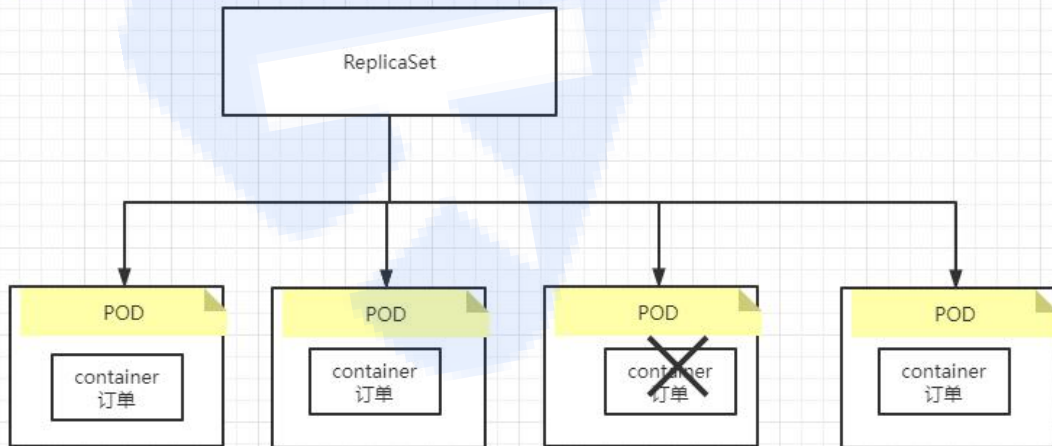 ReplicaSet
POD
POD
POD
POD
container
订单
container
订单
container
订单
container
订单